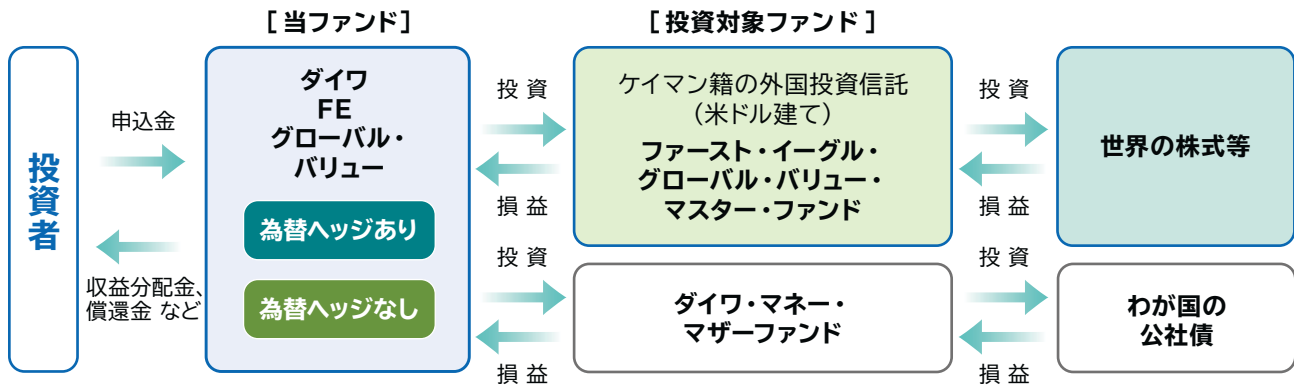 [ 当ファンド]
[ 投資対象ファンド ]
投資者
申込金
収益分配金、
償還金 など
ダイワ
FE
グローバル・
バリュー
為替ヘッジあり
為替ヘッジなし
投 資
損 益
投 資
損 益
ケイマン籍の外国投資信託
（米ドル建て）
ファースト・イーグル・
グローバル・バリュー・
マスター・ファンド
ダイワ・マネー・
マザーファンド
投 資
損 益
投 資
損 益
世界の株式等
わが国の
公社債